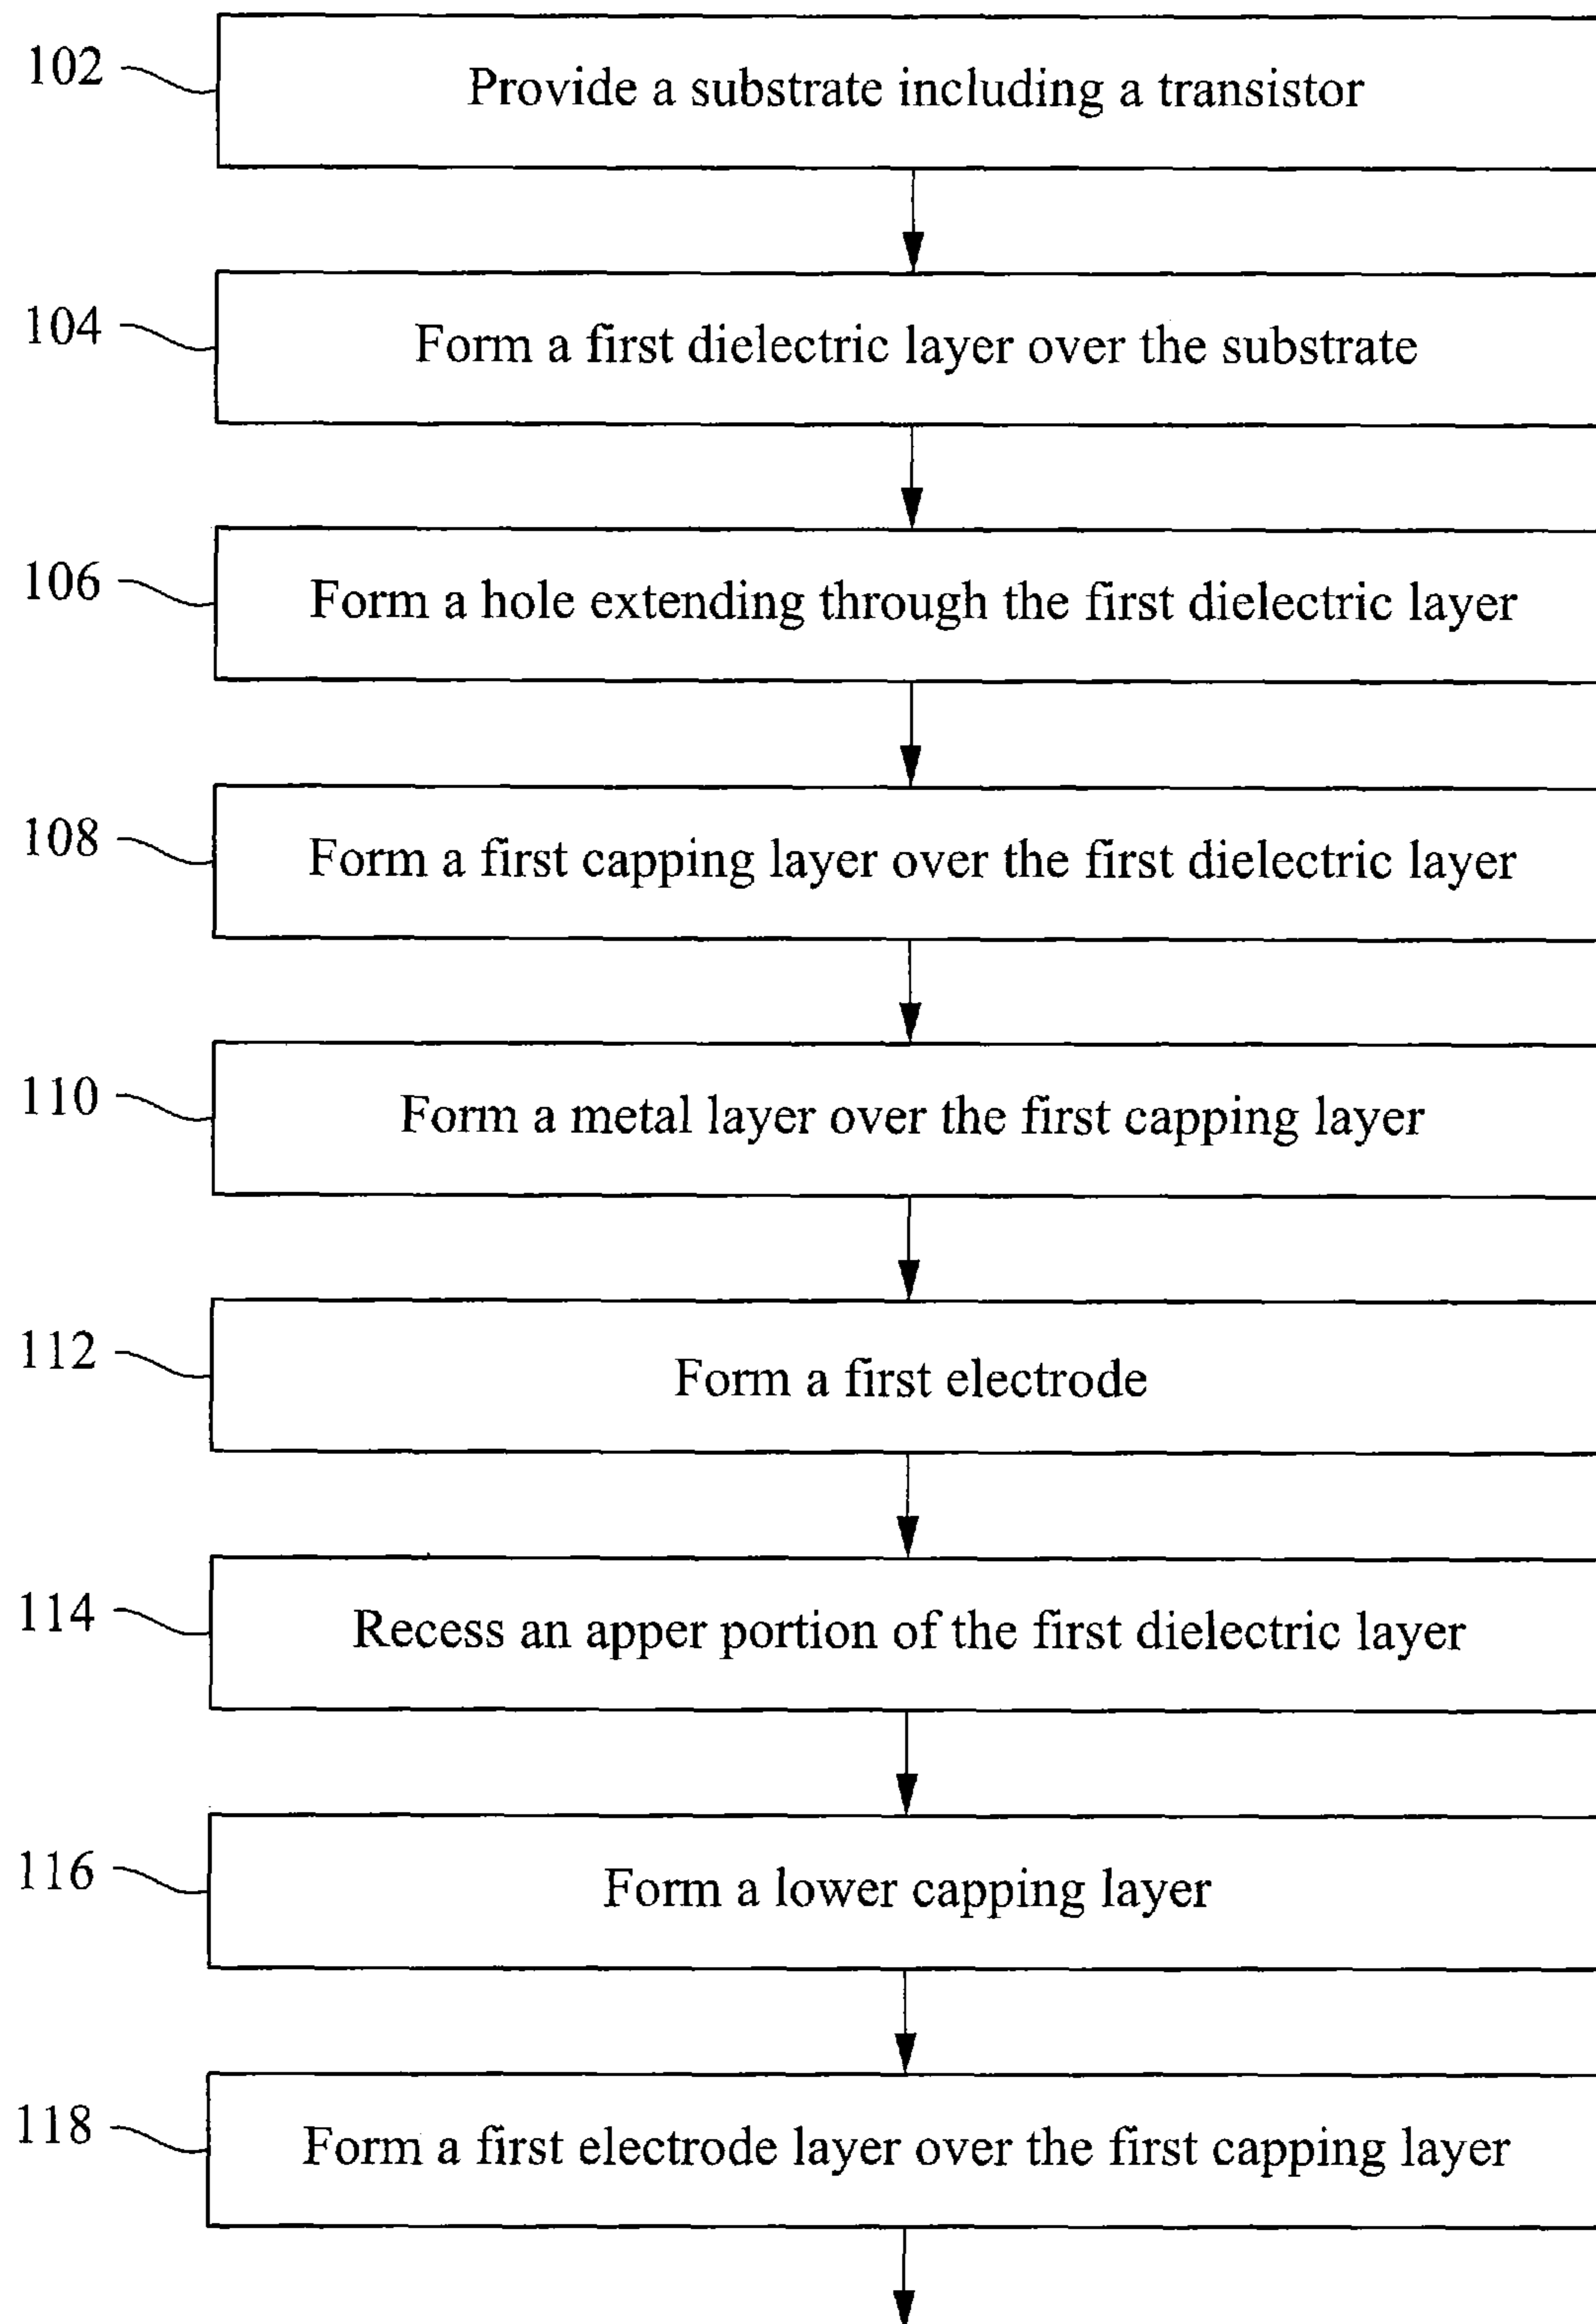 102 Provide a substrate including a transistor
104 Form a first dielectric layer over the substrate
106 Form a hole extending through the first dielectric layer
108 Form a first capping layer over the first dielectric layer
110 Form a metal layer over the first capping layer
112 Form a first electrode
114 Recess an apper portion of the first dielectric layer
116 Form a lower capping layer
118 Form a first electrode layer over the first capping layer